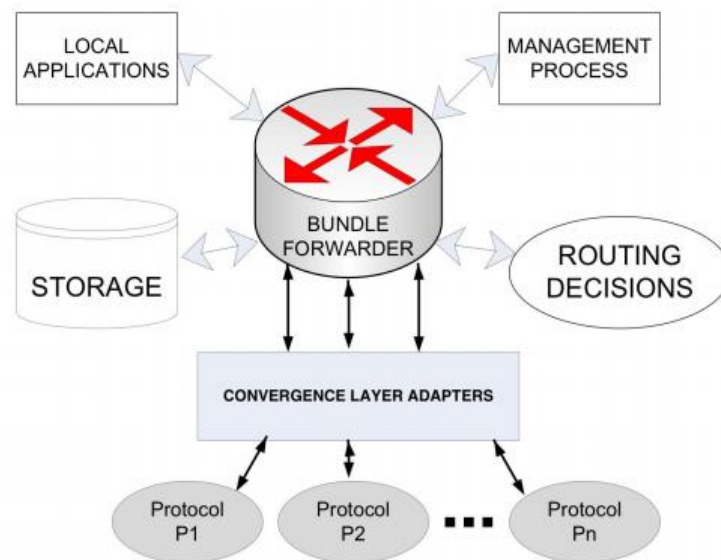 LOCAL
APPLICATIONS
MANAGEMENT
PROCESS
BUNDLE
FORWARDER
STORAGE
ROUTING
DECISIONS
CONVERGENCE LAYER ADAPTERS
Protocol
P1
Protocol
P2
Protocol
Pn